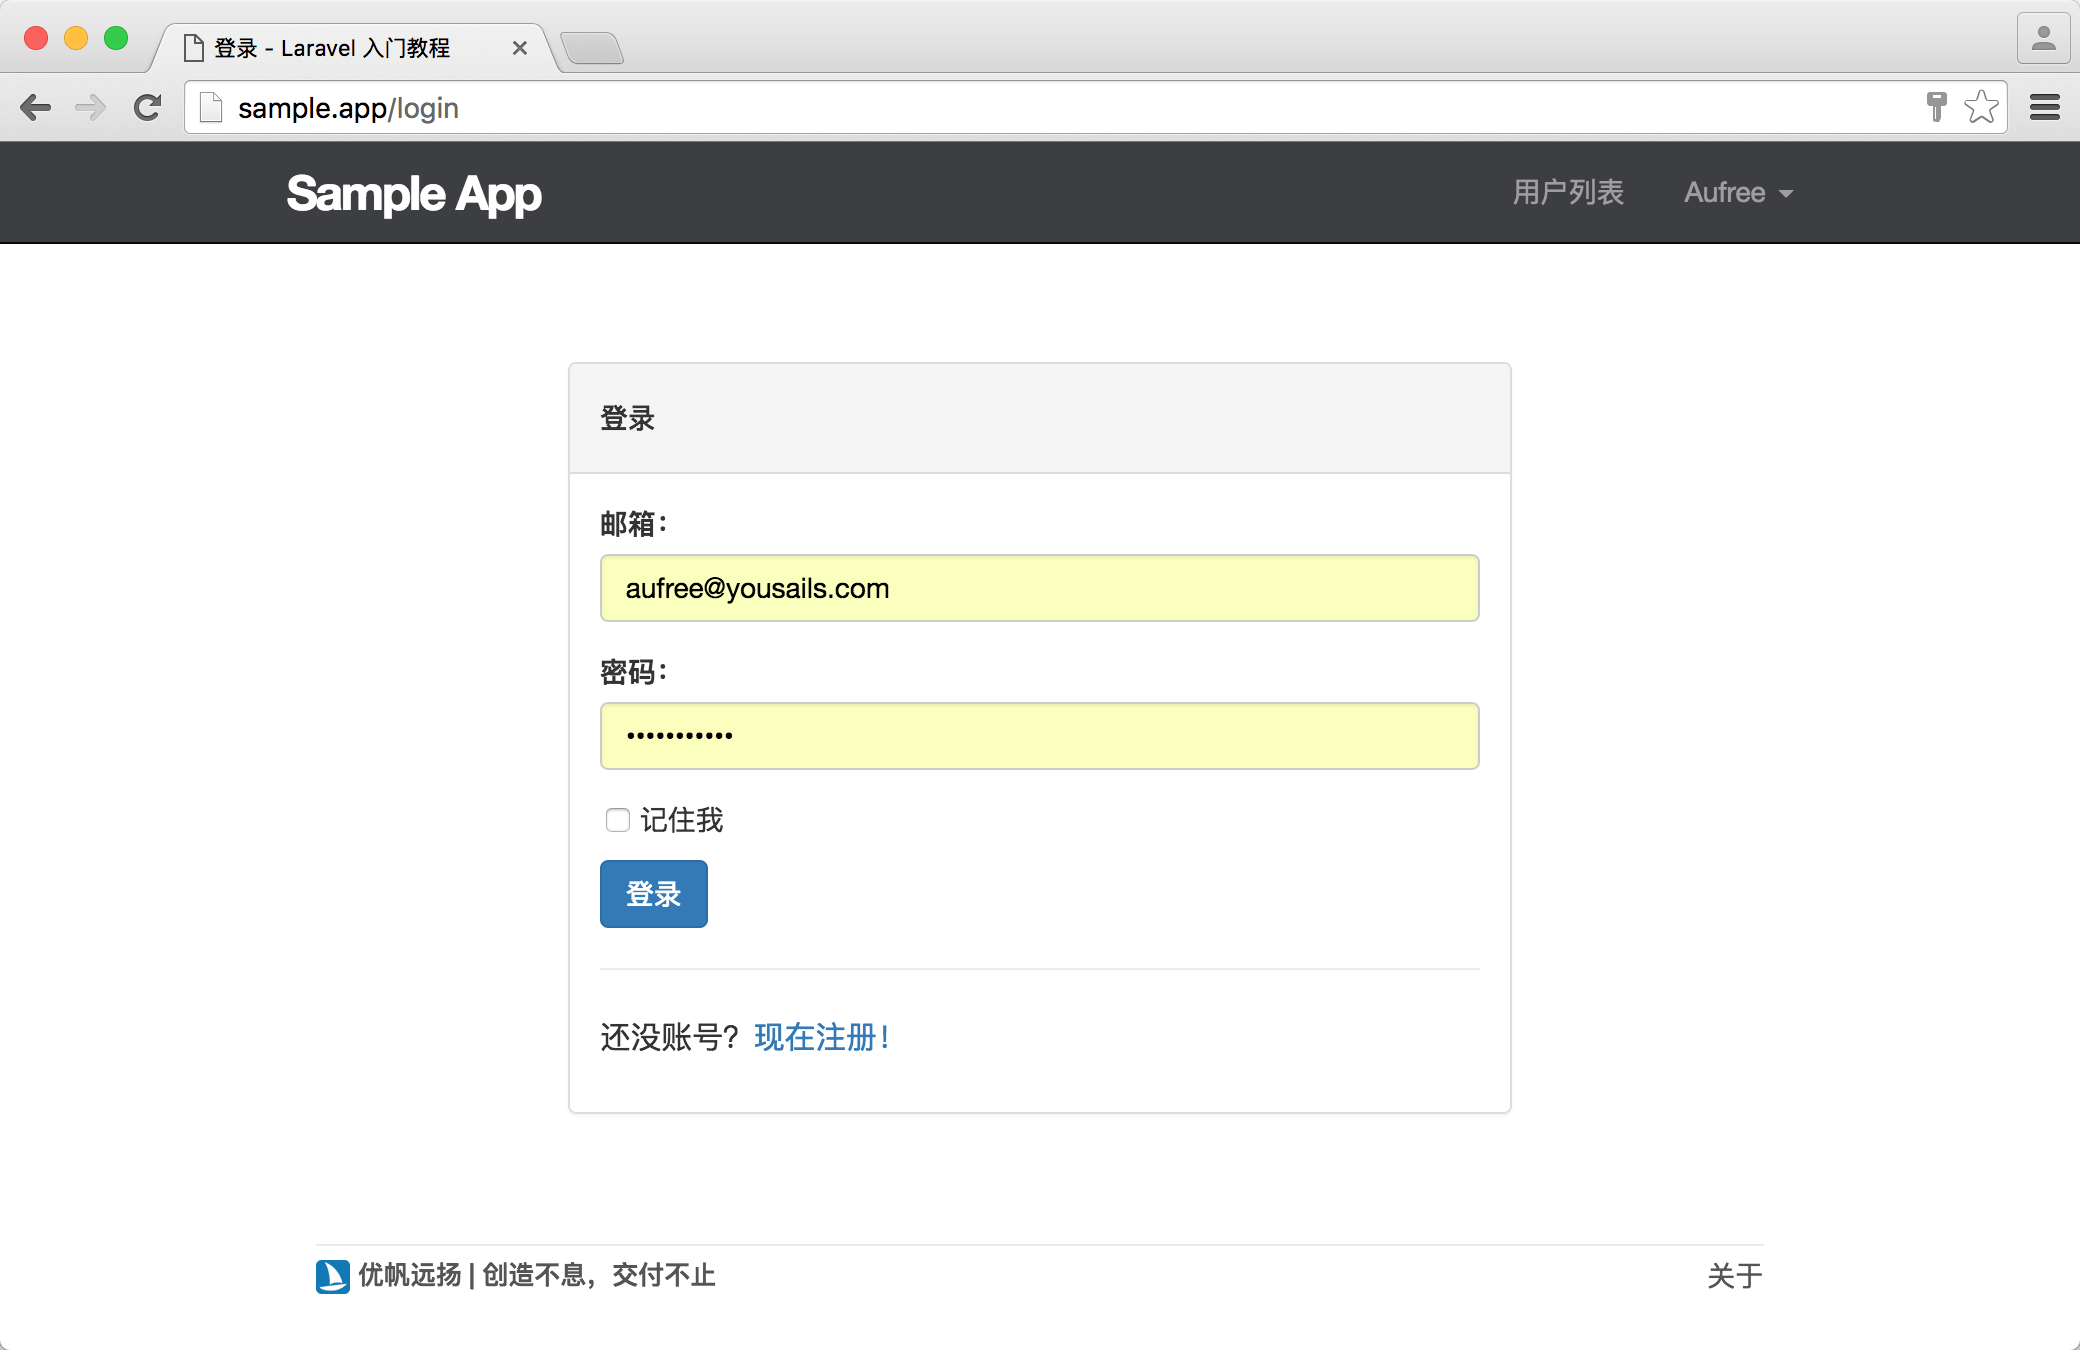 登录 - Laravel 入门教程
sample.app/login
Sample App
用户列表
Aufree
登录
邮箱：
aufree@yousails.com
密码：
•••••••••••
记住我
登录
还没账号？现在注册！
优帆远扬 | 创造不息，交付不止
关于